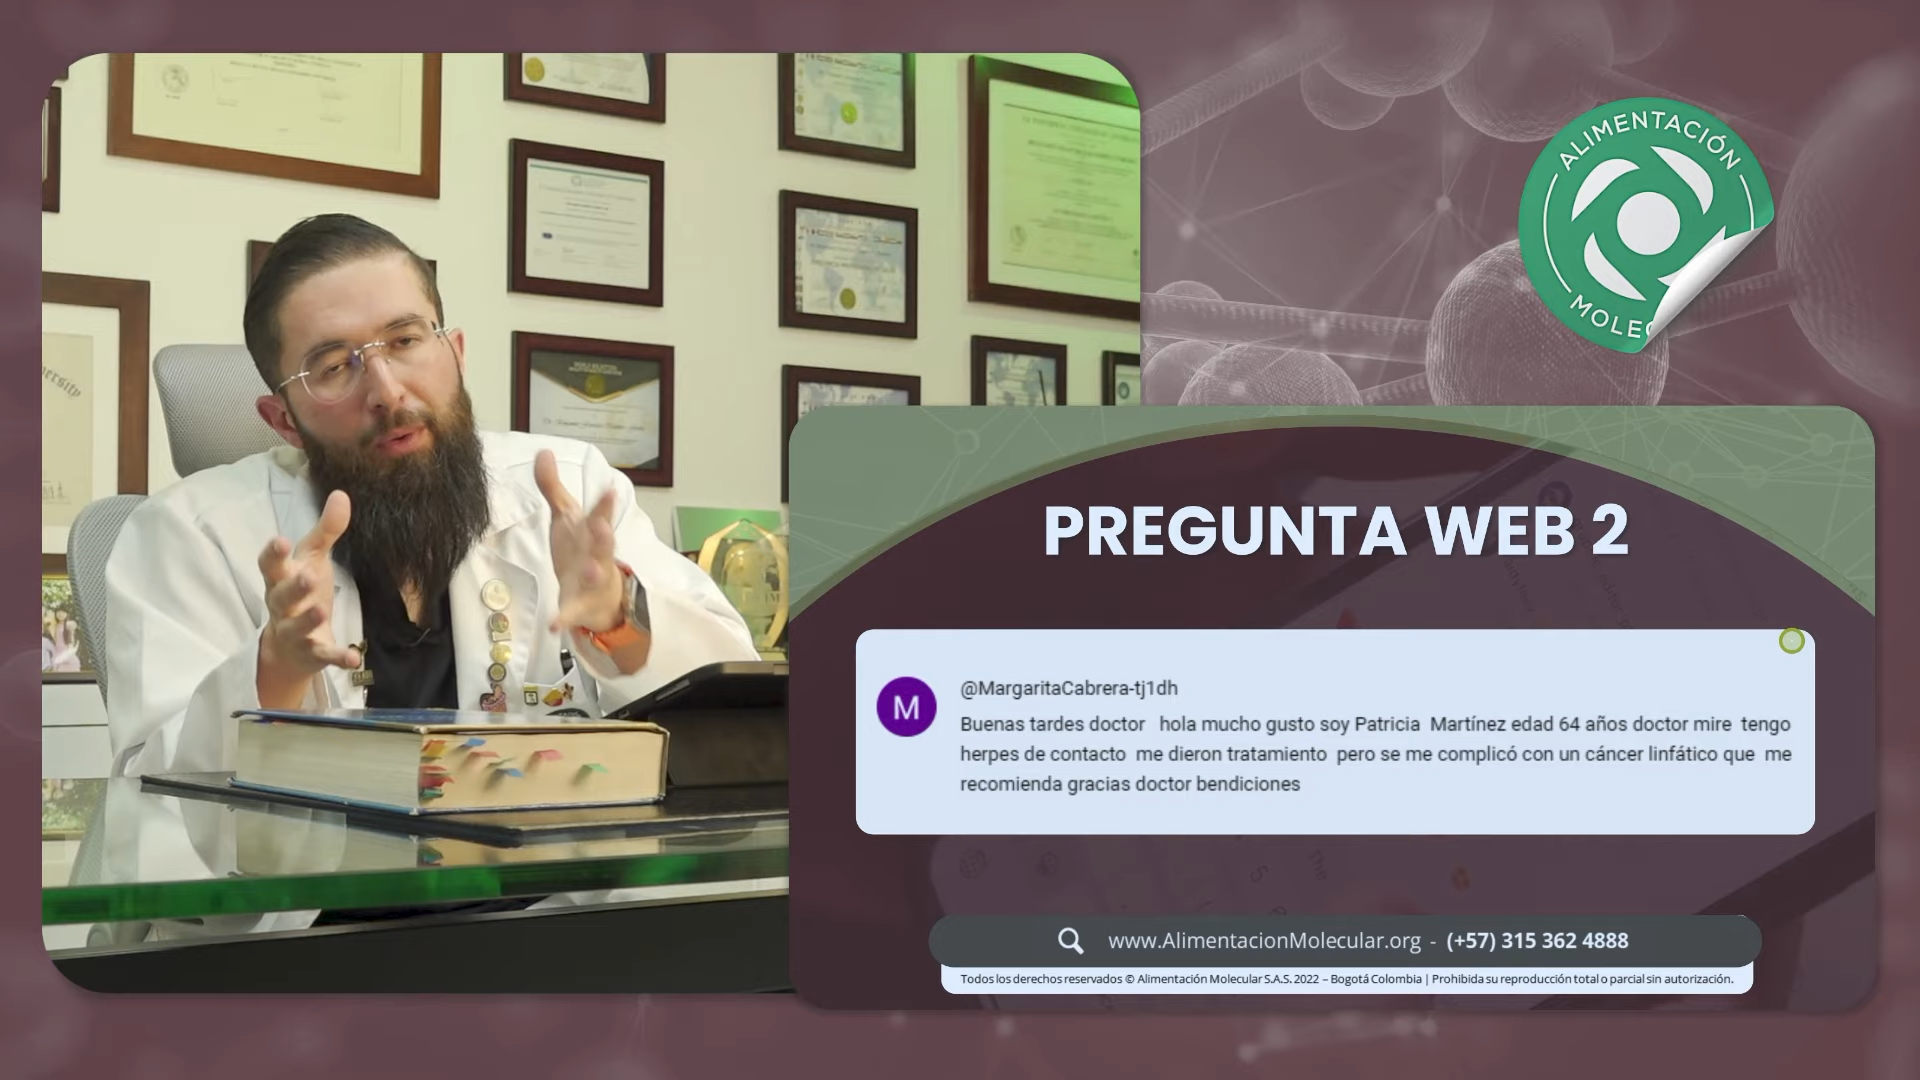 ALIMENTACIÓN
PREGUNTA WEB 2
M
@MargaritaCabrera-tj1dh
Buenas tardes doctor hola mucho gusto soy Patricia Martínez edad 64 años doctor mire tengo
herpes de contacto me dieron tratamiento pero se me complicó con un cáncer linfático que me
recomienda gracias doctor bendiciones
www.AlimentacionMolecular.org - (+57) 315 362 4888
Todos los derechos reservados © Alimentación Molecular S.A.S. 2022 – Bogotá Colombia | Prohibida su reproducción total o parcial sin autorización.